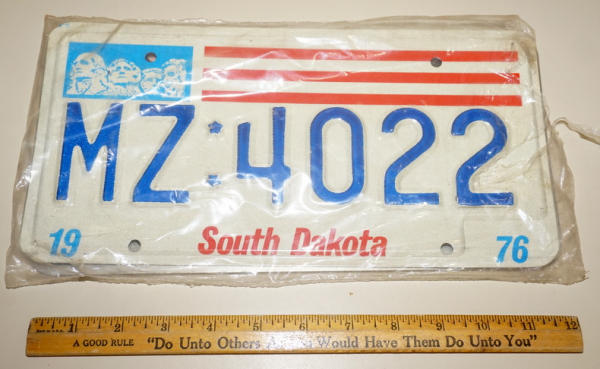 MZ 4022
19 South Dakota 76
1 2 3 4 5 6 7 8 9 10 11 12
A GOOD RULE "Do Unto Others As Would Have Them Do Unto You"